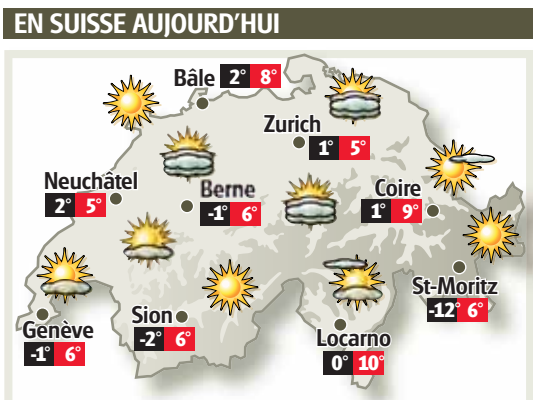 EN SUISSE AUJOURD'HUI
Bâle 2° 8°
Zurich
1° 5°
Neuchâtel
2° 5°
Berne
-1° 6°
Coire
1° 9°
St-Moritz
-12° 6°
Sion
-2° 6°
Genève
-1° 6°
Locarno
0° 10°